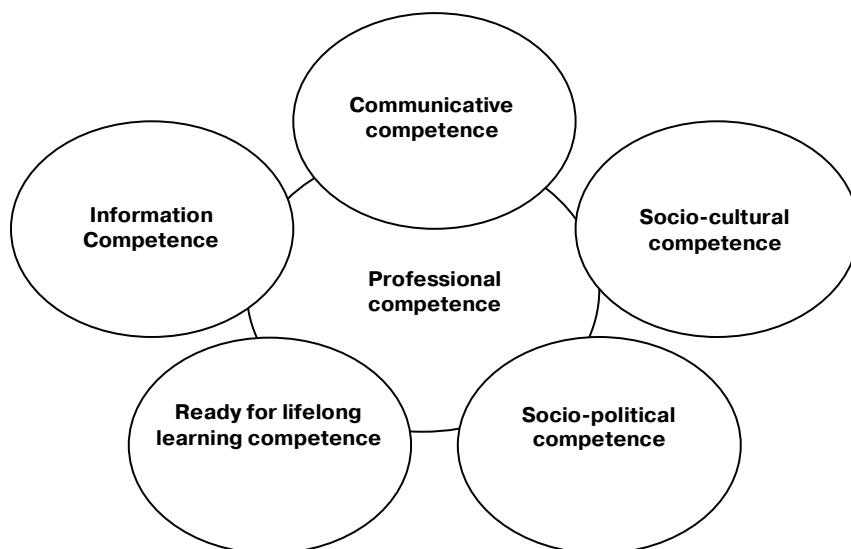 Communicative
competence
Information
Competence
Socio-cultural
competence
Professional
competence
Ready for lifelong
learning competence
Socio-political
competence